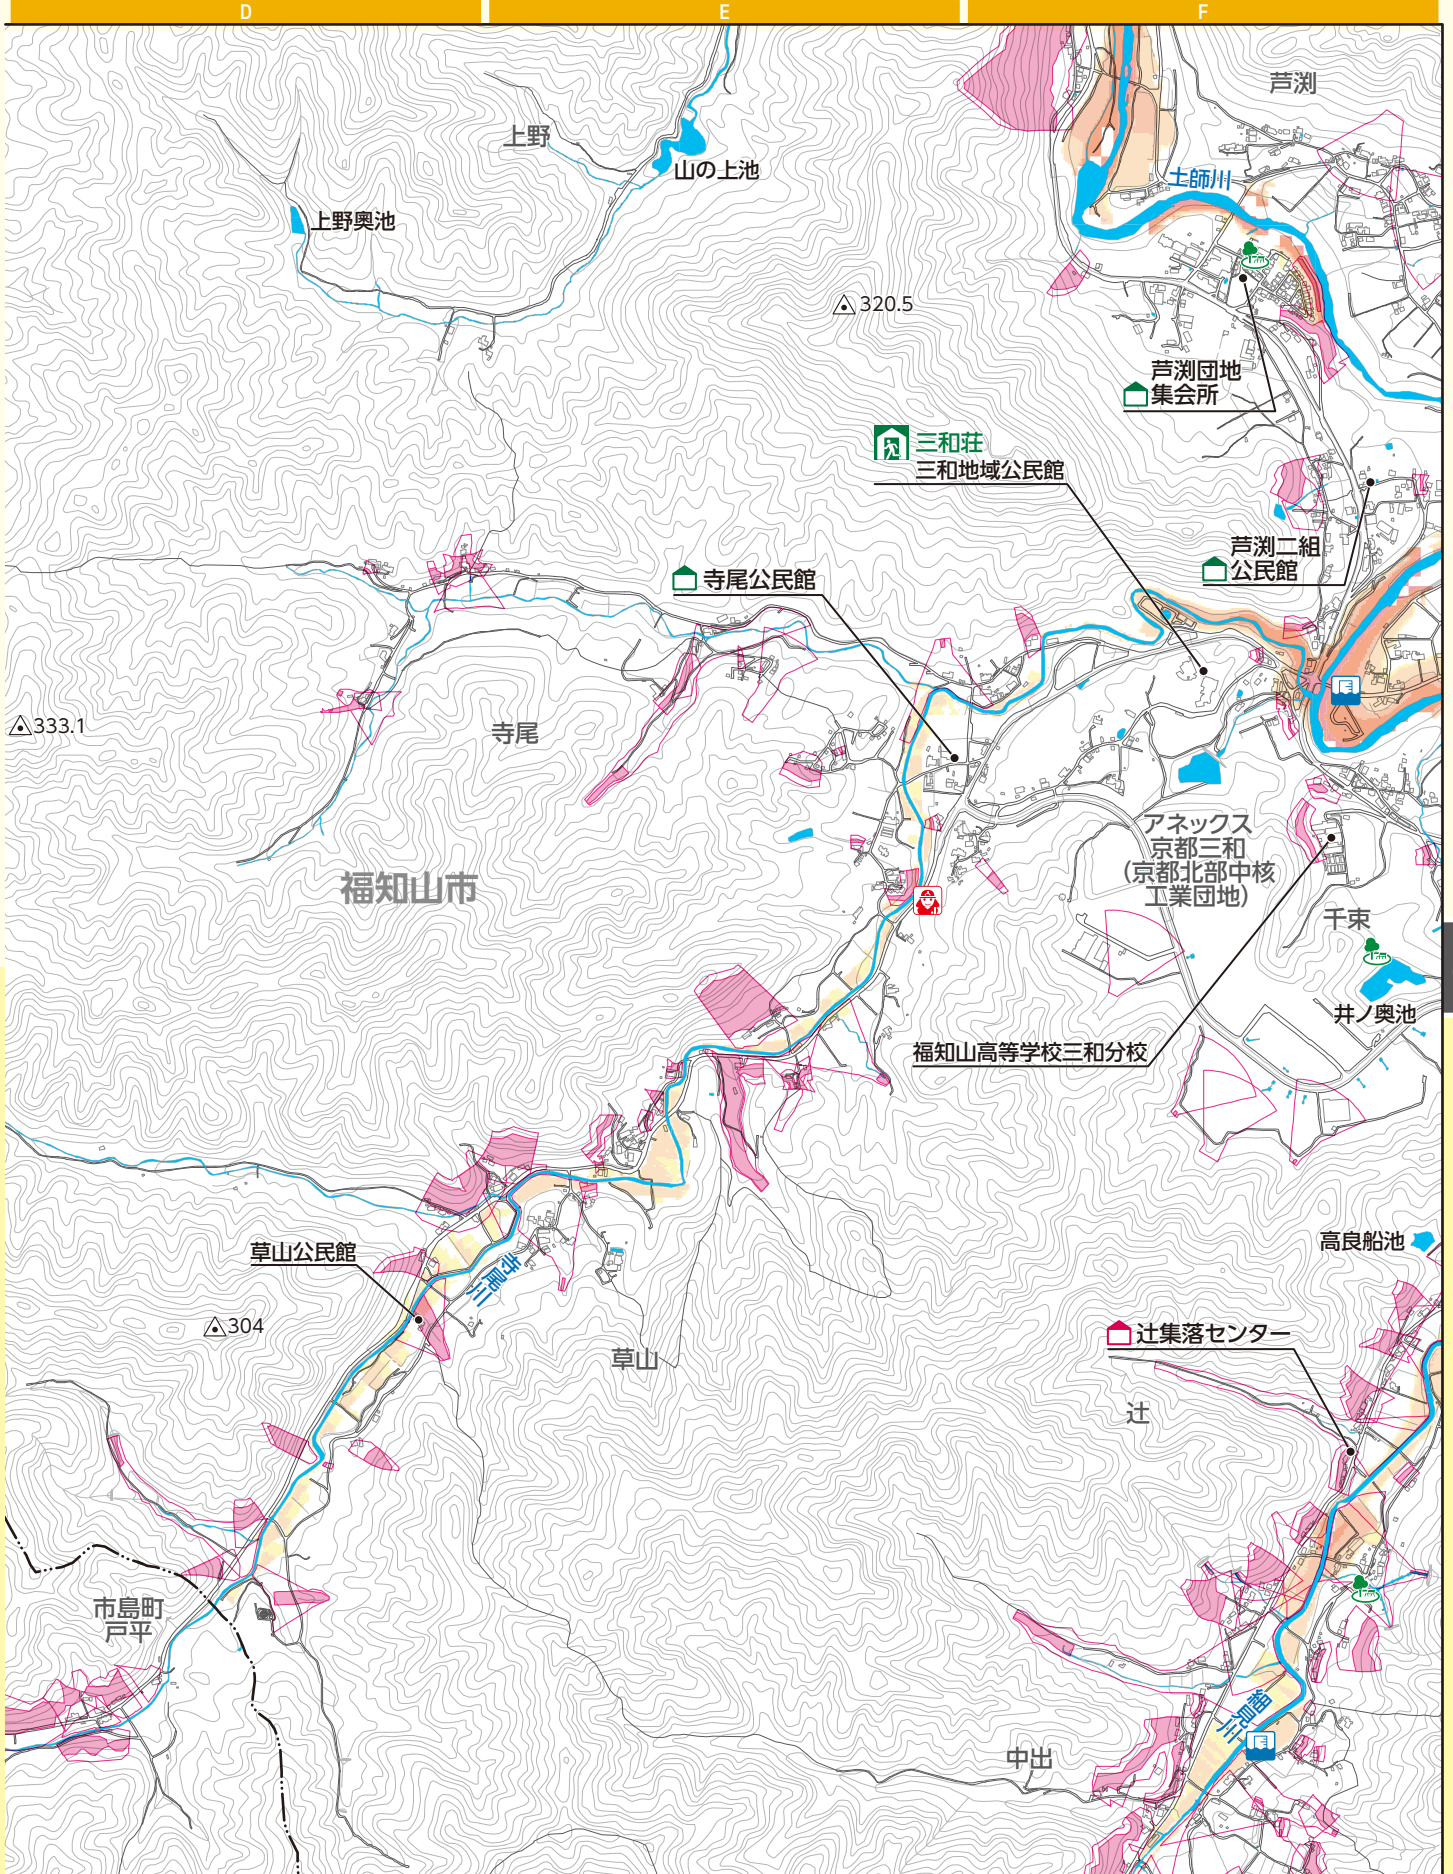 D
E
F
芦渕
上野
山の上池
土師川
上野奥池
320.5
芦渕団地
集会所
三和荘
三和地域公民館
芦渕二組
公民館
寺尾公民館
333.1
寺尾
アネックス
京都三和
(京都北部中核
工業団地)
福知山市
千束
井ノ奥池
福知山高等学校三和分校
高良船池
草山公民館
寺尾川
304
辻集落センター
草山
辻
市島町
戸平
細見川
中出